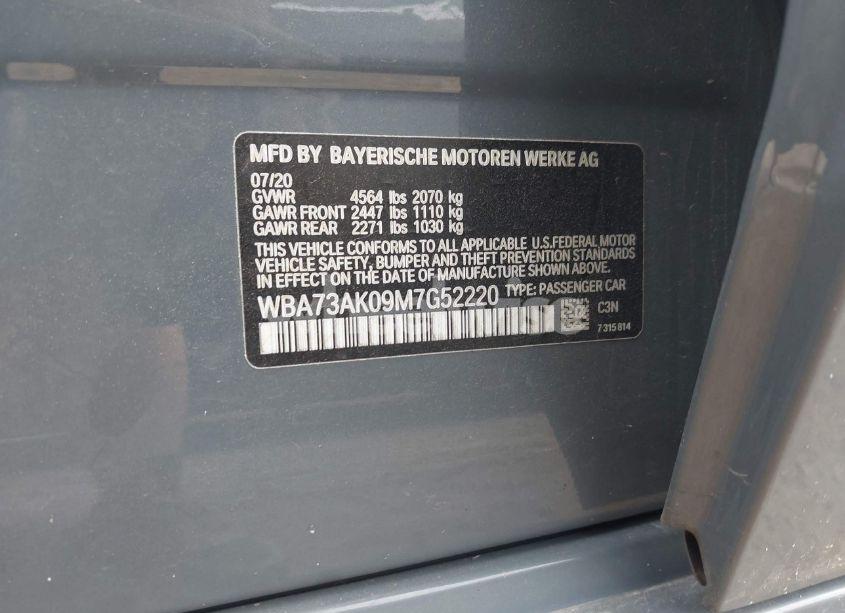 MFD BY BAYERISCHE MOTOREN WERKE AG
07/20
GVWR 4564 lbs 2070 kg
GAWR FRONT 2447 lbs 1110 kg
GAWR REAR 2271 lbs 1030 kg
THIS VEHICLE CONFORMS TO ALL APPLICABLE U.S.FEDERAL MOTOR
VEHICLE SAFETY, BUMPER AND THEFT PREVENTION STANDARDS
IN EFFECT ON THE DATE OF MANUFACTURE SHOWN ABOVE.
WBA73AK09M7G52220 TYPE: PASSENGER CAR
C3N
7 315 814